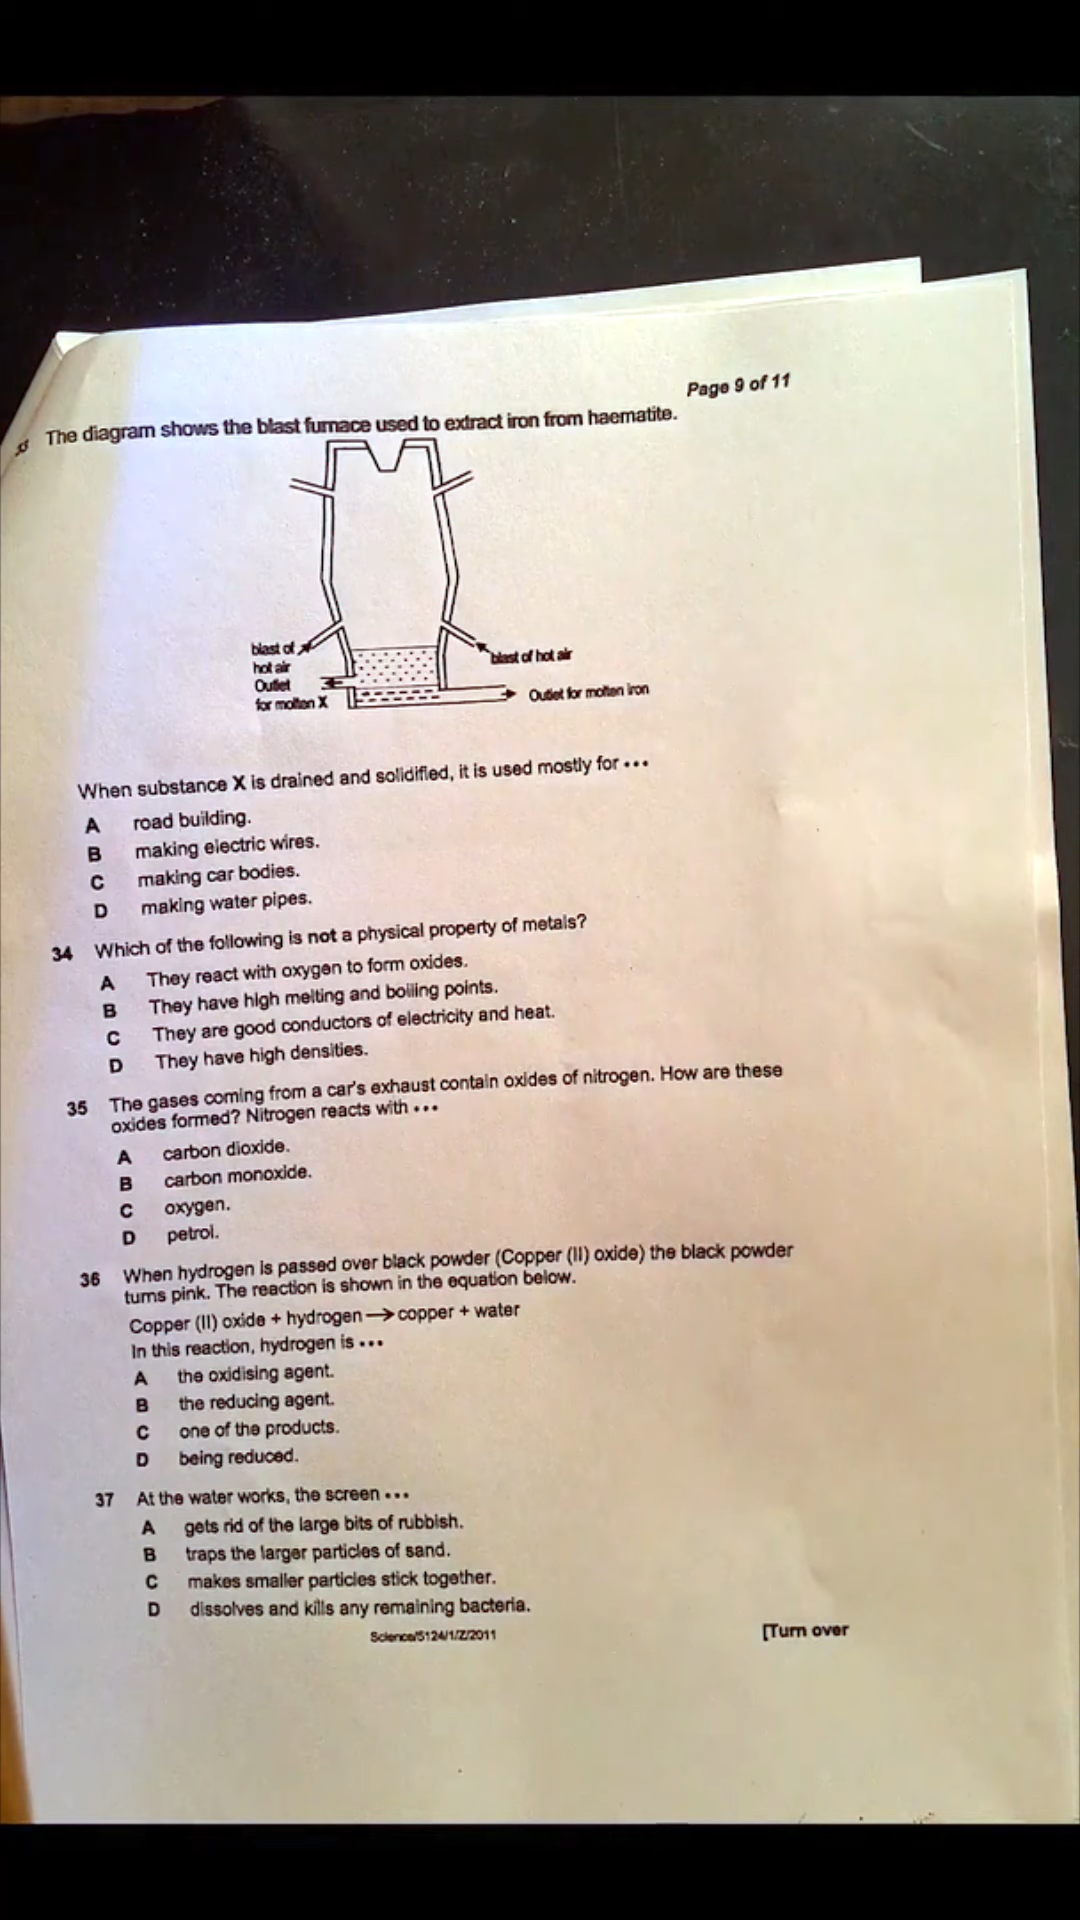 Page 9 of 11
33 The diagram shows the blast furnace used to extract iron from haematite.
blast of
hot air
Outlet
for molten X
blast of hot air
Outlet for molten iron
When substance X is drained and solidified, it is used mostly for •••
A road building.
B making electric wires.
C making car bodies.
D making water pipes.
34 Which of the following is not a physical property of metals?
A They react with oxygen to form oxides.
B They have high melting and boiling points.
C They are good conductors of electricity and heat.
D They have high densities.
35 The gases coming from a car's exhaust contain oxides of nitrogen. How are these
oxides formed? Nitrogen reacts with •••
A carbon dioxide.
B carbon monoxide.
C oxygen.
D petrol.
36 When hydrogen is passed over black powder (Copper (II) oxide) the black powder
turns pink. The reaction is shown in the equation below.
Copper (II) oxide + hydrogen → copper + water
In this reaction, hydrogen is •••
A the oxidising agent.
B the reducing agent.
C one of the products.
D being reduced.
37 At the water works, the screen •••
A gets rid of the large bits of rubbish.
B traps the larger particles of sand.
C makes smaller particles stick together.
D dissolves and kills any remaining bacteria.
Science/5124/1/Z/2011
[Turn over